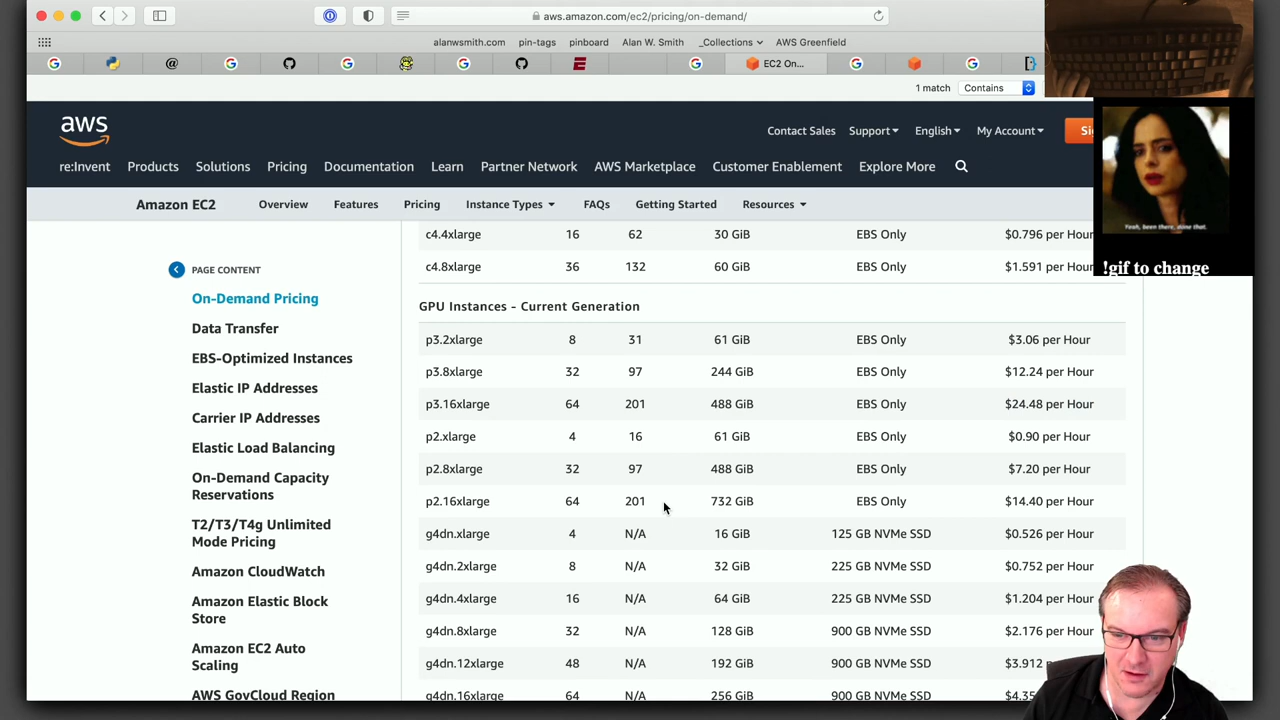 aws.amazon.com/ec2/pricing/on-demand/
alanwsmith.com pin-tags pinboard Alan W. Smith _Collections AWS Greenfield
EC2 On...
1 match Contains
aws
Contact Sales Support English My Account
re:Invent Products Solutions Pricing Documentation Learn Partner Network AWS Marketplace Customer Enablement Explore More
Amazon EC2 Overview Features Pricing Instance Types FAQs Getting Started Resources
Yeah, been there, done that.
!gif to change
PAGE CONTENT
On-Demand Pricing
Data Transfer
EBS-Optimized Instances
Elastic IP Addresses
Carrier IP Addresses
Elastic Load Balancing
On-Demand Capacity
Reservations
T2/T3/T4g Unlimited
Mode Pricing
Amazon CloudWatch
Amazon Elastic Block
Store
Amazon EC2 Auto
Scaling
AWS GovCloud Region
c4.4xlarge 16 62 30 GiB EBS Only $0.796 per Hour
c4.8xlarge 36 132 60 GiB EBS Only $1.591 per Hour
GPU Instances - Current Generation
p3.2xlarge 8 31 61 GiB EBS Only $3.06 per Hour
p3.8xlarge 32 97 244 GiB EBS Only $12.24 per Hour
p3.16xlarge 64 201 488 GiB EBS Only $24.48 per Hour
p2.xlarge 4 16 61 GiB EBS Only $0.90 per Hour
p2.8xlarge 32 97 488 GiB EBS Only $7.20 per Hour
p2.16xlarge 64 201 732 GiB EBS Only $14.40 per Hour
g4dn.xlarge 4 N/A 16 GiB 125 GB NVMe SSD $0.526 per Hour
g4dn.2xlarge 8 N/A 32 GiB 225 GB NVMe SSD $0.752 per Hour
g4dn.4xlarge 16 N/A 64 GiB 225 GB NVMe SSD $1.204 per Hour
g4dn.8xlarge 32 N/A 128 GiB 900 GB NVMe SSD $2.176 per Hour
g4dn.12xlarge 48 N/A 192 GiB 900 GB NVMe SSD $3.912
g4dn.16xlarge 64 N/A 256 GiB 900 GB NVMe SSD $4.35